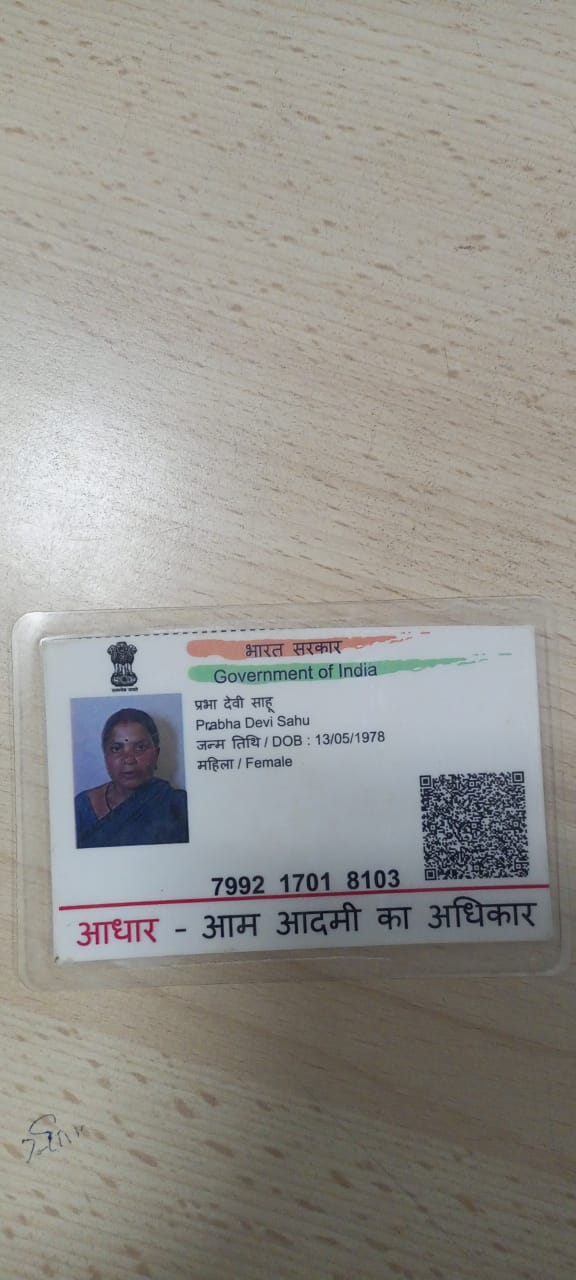 भारत सरकार
Government of India
सत्यमेव जयते
प्रभा देवी साहू
Prabha Devi Sahu
जन्म तिथि / DOB : 13/05/1978
महिला / Female
7992 1701 8103
आधार - आम आदमी का अधिकार